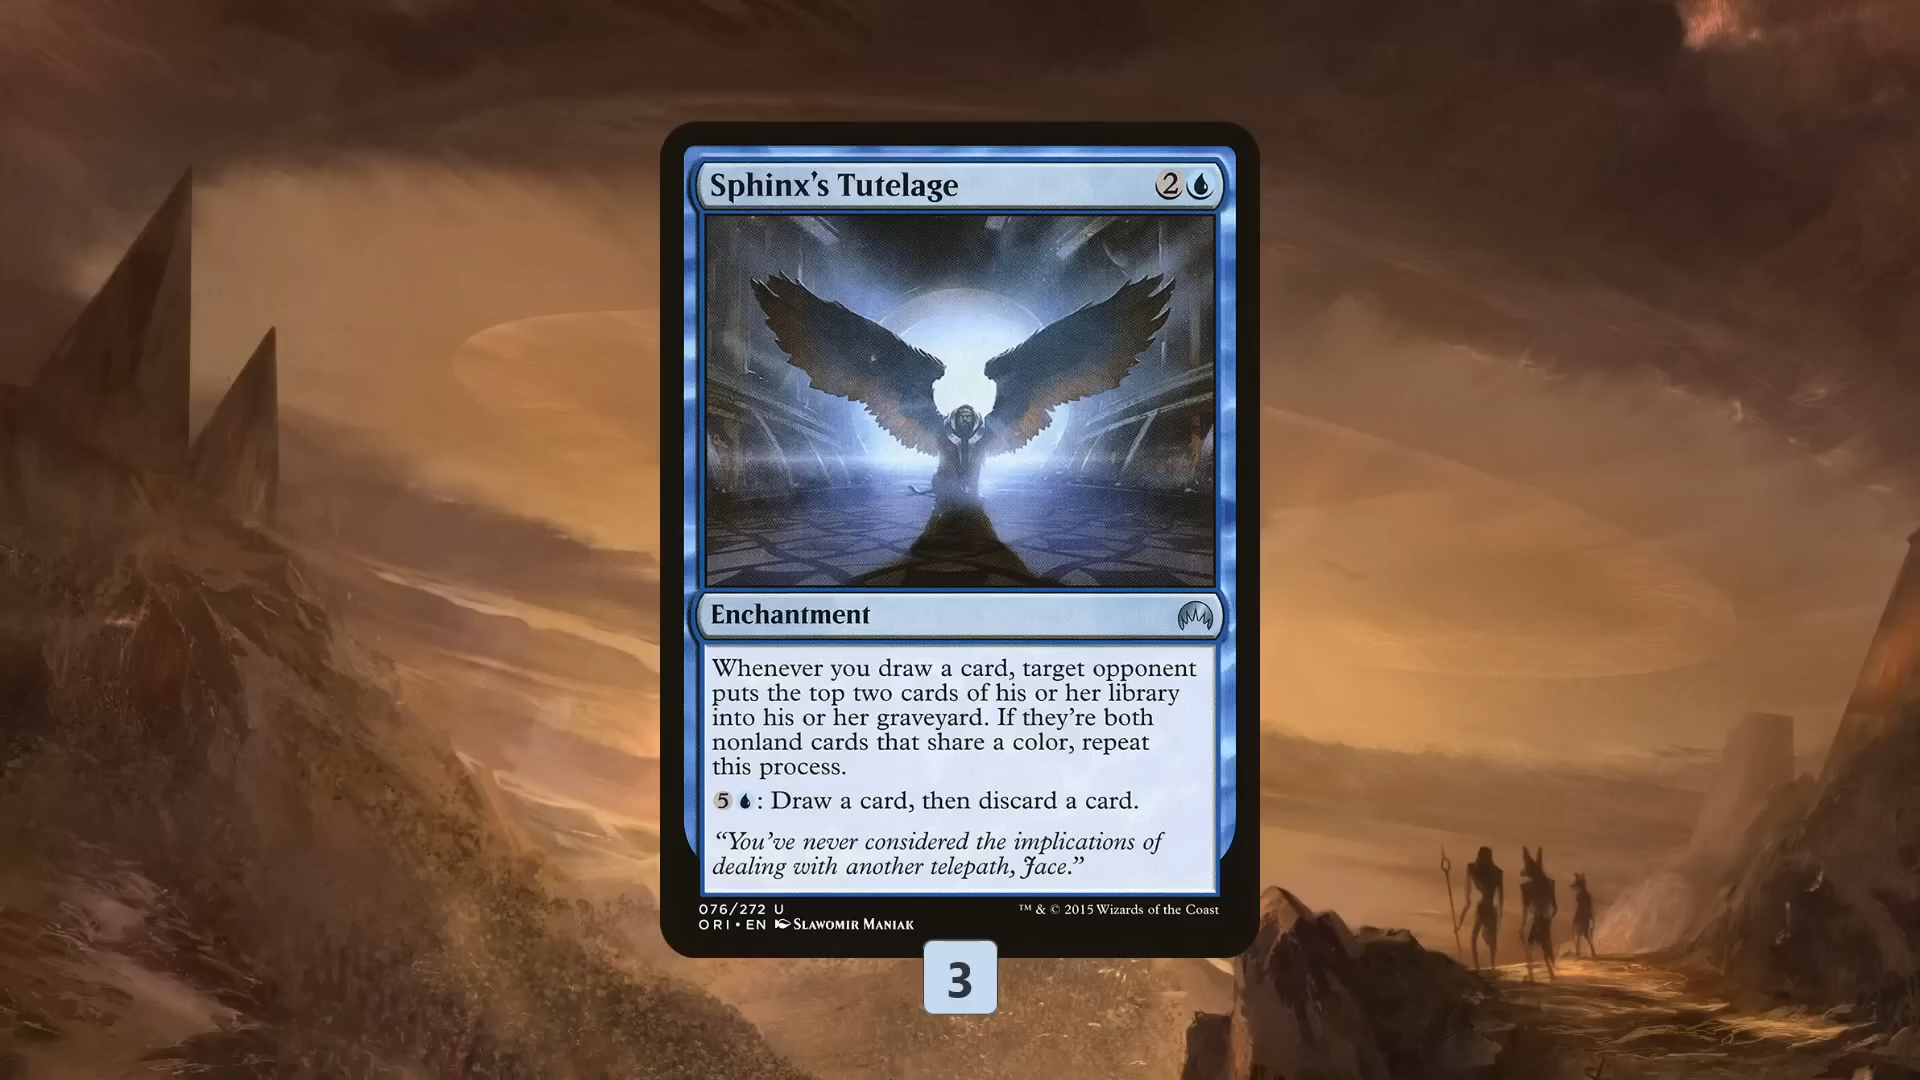 Sphinx's Tutelage 2
Enchantment
Whenever you draw a card, target opponent
puts the top two cards of his or her library
into his or her graveyard. If they're both
nonland cards that share a color, repeat
this process.
5 : Draw a card, then discard a card.
“You've never considered the implications of
dealing with another telepath, Jace.”
076/272 U
ORI • EN Slawomir Maniak
™ & © 2015 Wizards of the Coast
3